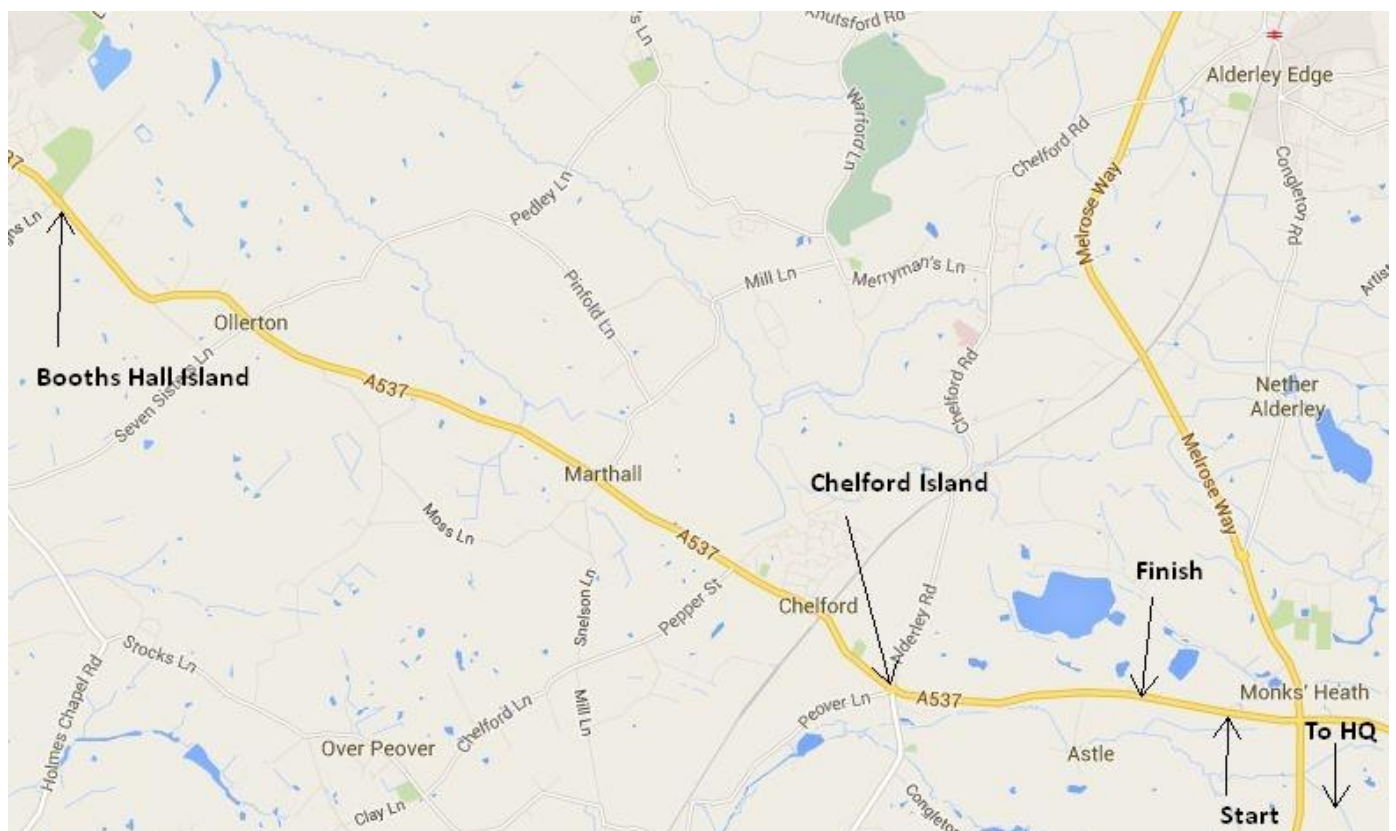 Knutsford Rd
Alderley Edge
Warford Ln
Chelford Rd
Congleton Rd
Melrose Way
Pedley Ln
Pinfold Ln
Mill Ln
Merryman's Ln
Ollerton
Booths Hall Island
Seven Sisters Ln
A537
Chelford Rd
Nether
Alderley
Melrose Way
Marthall
Chelford Island
Moss Ln
A537
Finish
Snelson Ln
Pepper St
Chelford
Alderley Rd
Stocks Ln
Holmes Chapel Rd
Chelford Ln
Mill Ln
Peover Ln
A537
Monks' Heath
To HQ
Over Peover
Astle
Clay Ln
Start